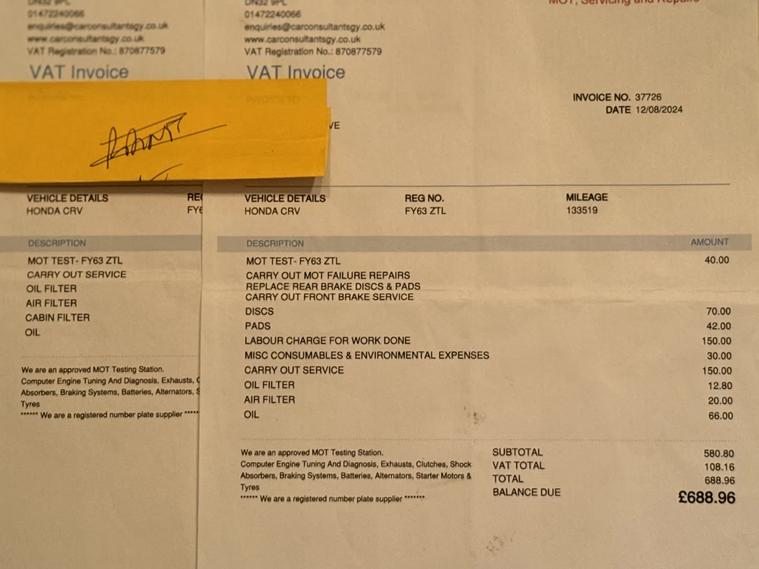 01472240066
enquiries@carconsultantsgy.co.uk
www.carconsultantsgy.co.uk
VAT Registration No.: 870877579
VAT Invoice
VEHICLE DETAILS
HONDA CRV
DESCRIPTION
MOT TEST- FY63 ZTL
CARRY OUT SERVICE
OIL FILTER
AIR FILTER
CABIN FILTER
OIL
We are an approved MOT Testing Station.
Computer Engine Tuning And Diagnosis, Exhausts,
Absorbers, Braking Systems, Batteries, Alternators,
Tyres
****** We are a registered number plate supplier *****
MOT, Servicing and Repairs
01472240066
enquiries@carconsultantsgy.co.uk
www.carconsultantsgy.co.uk
VAT Registration No.: 870877579
VAT Invoice
INVOICE NO. 37726
DATE 12/08/2024
VEHICLE DETAILS REG NO. MILEAGE
HONDA CRV FY63 ZTL 133519
DESCRIPTION AMOUNT
MOT TEST- FY63 ZTL 40.00
CARRY OUT MOT FAILURE REPAIRS
REPLACE REAR BRAKE DISCS & PADS
CARRY OUT FRONT BRAKE SERVICE
DISCS 70.00
PADS 42.00
LABOUR CHARGE FOR WORK DONE 150.00
MISC CONSUMABLES & ENVIRONMENTAL EXPENSES 30.00
CARRY OUT SERVICE 150.00
OIL FILTER 12.80
AIR FILTER 20.00
OIL 66.00
We are an approved MOT Testing Station.
Computer Engine Tuning And Diagnosis, Exhausts, Clutches, Shock
Absorbers, Braking Systems, Batteries, Alternators, Starter Motors &
Tyres
****** We are a registered number plate supplier *******
SUBTOTAL 580.80
VAT TOTAL 108.16
TOTAL 688.96
BALANCE DUE £688.96